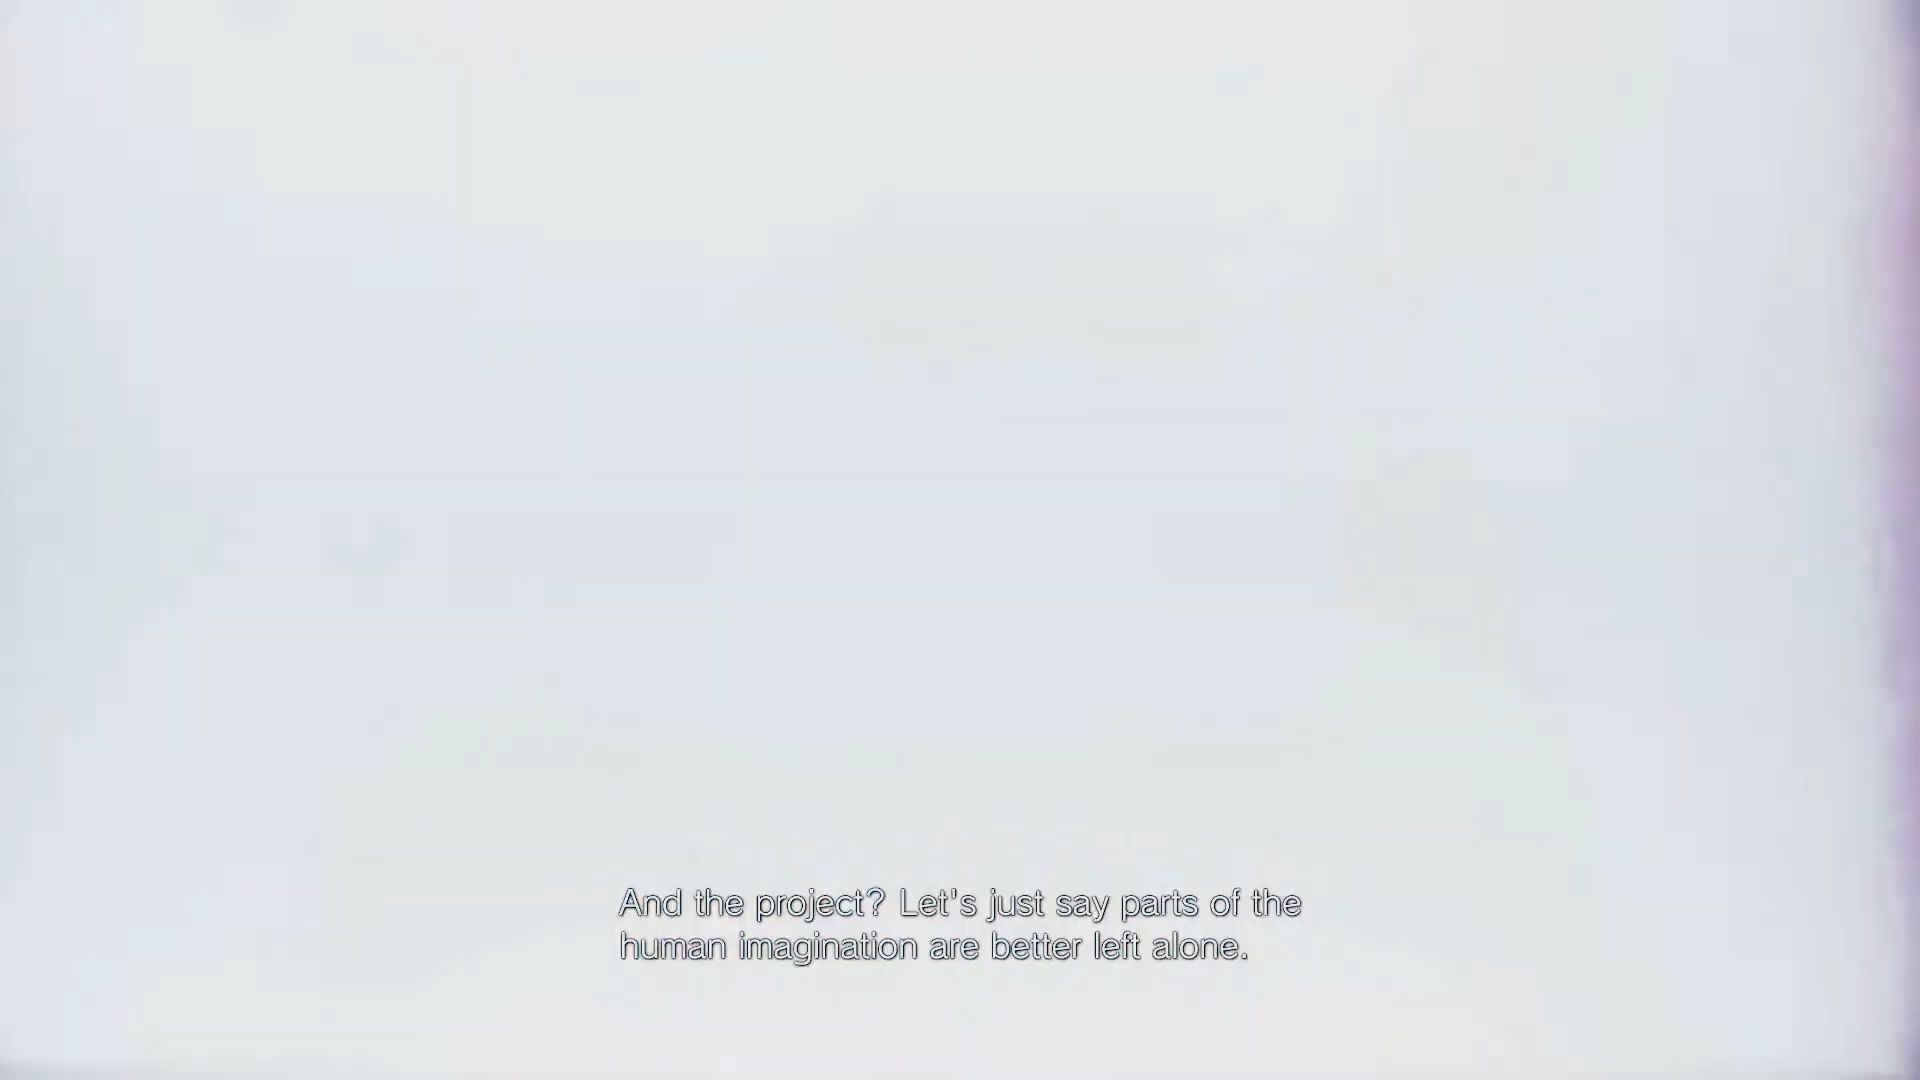 And the project? Let's just say parts of the
human imagination are better left alone.